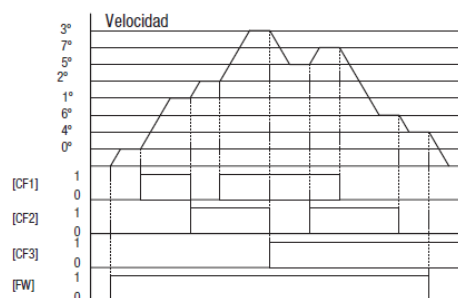 Velocidad
3º
7º
5º
2º
1º
6º
4º
0º
[CF1]
1
0
[CF2]
1
0
[CF3]
1
0
[FW]
1
0